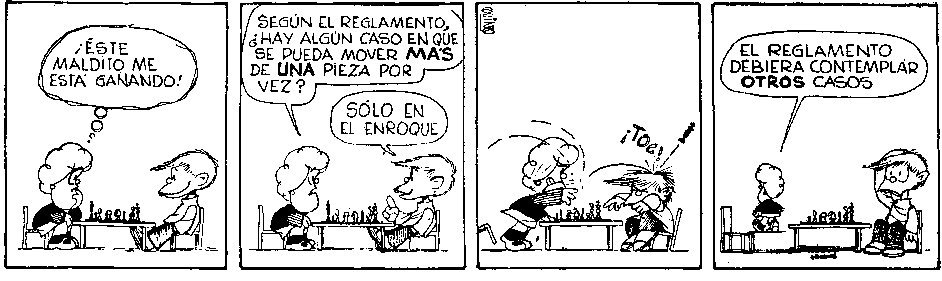 ¡ÉSTE
MALDITO ME
ESTÁ GANANDO!
SEGÚN EL REGLAMENTO,
¿HAY ALGÚN CASO EN QUE
SE PUEDA MOVER MÁS
DE UNA PIEZA POR
VEZ?
SÓLO EN
EL ENROQUE
¡TOC!
EL REGLAMENTO
DEBIERA CONTEMPLAR
OTROS CASOS